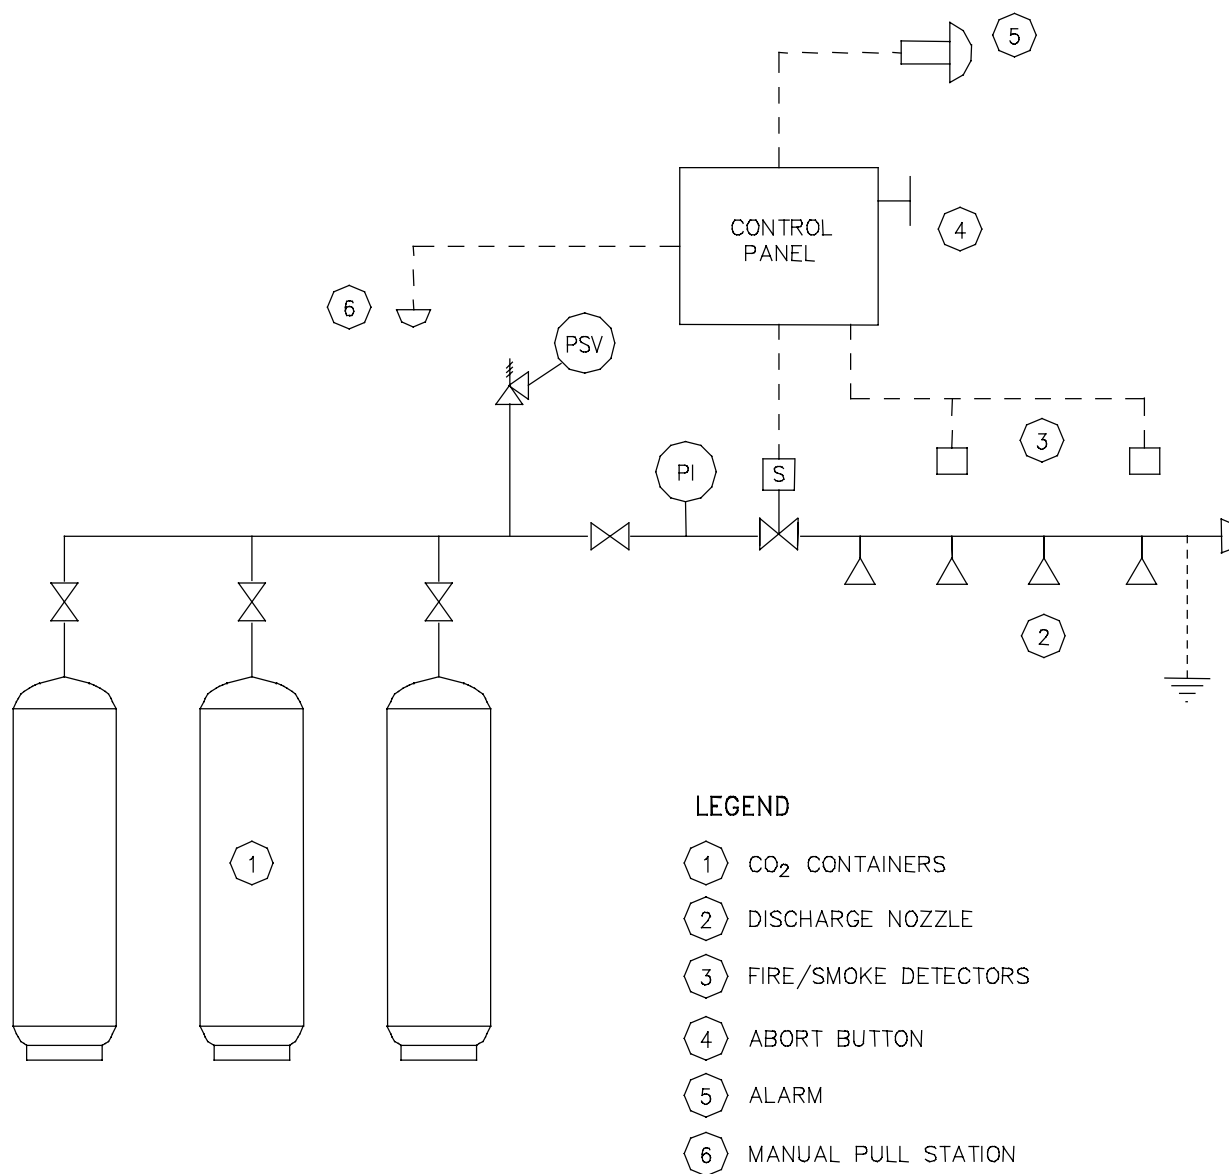 5
CONTROL
PANEL
4
6
PSV
3
PI
S
2
1
LEGEND
1 CO₂ CONTAINERS
2 DISCHARGE NOZZLE
3 FIRE/SMOKE DETECTORS
4 ABORT BUTTON
5 ALARM
6 MANUAL PULL STATION